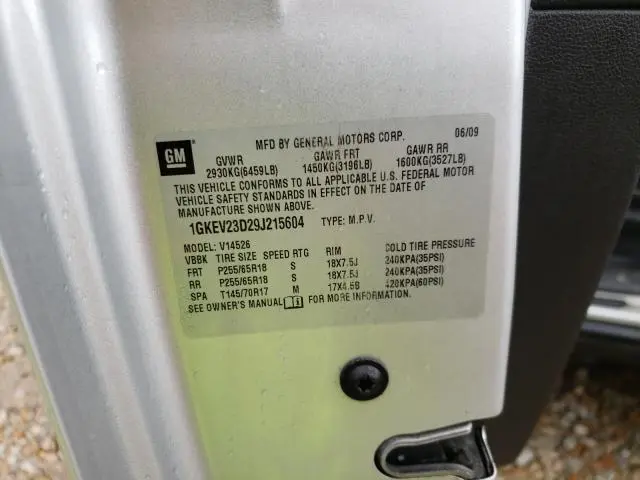 MFD BY GENERAL MOTORS CORP. 06/09
GM
GVWR GAWR FRT GAWR RR
2930KG(6459LB) 1450KG(3196LB) 1600KG(3527LB)
THIS VEHICLE CONFORMS TO ALL APPLICABLE U.S. FEDERAL MOTOR
VEHICLE SAFETY STANDARDS IN EFFECT ON THE DATE OF
MANUFACTURE SHOWN ABOVE.
1GKEV23D29J215604 TYPE: M.P.V.
MODEL: V14526
VBBK TIRE SIZE SPEED RTG RIM COLD TIRE PRESSURE
FRT P255/65R18 S 18X7.5J 240KPA(35PSI)
RR P255/65R18 S 18X7.5J 240KPA(35PSI)
SPA T145/70R17 M 17X4.5B 420KPA(60PSI)
SEE OWNER'S MANUAL FOR MORE INFORMATION.